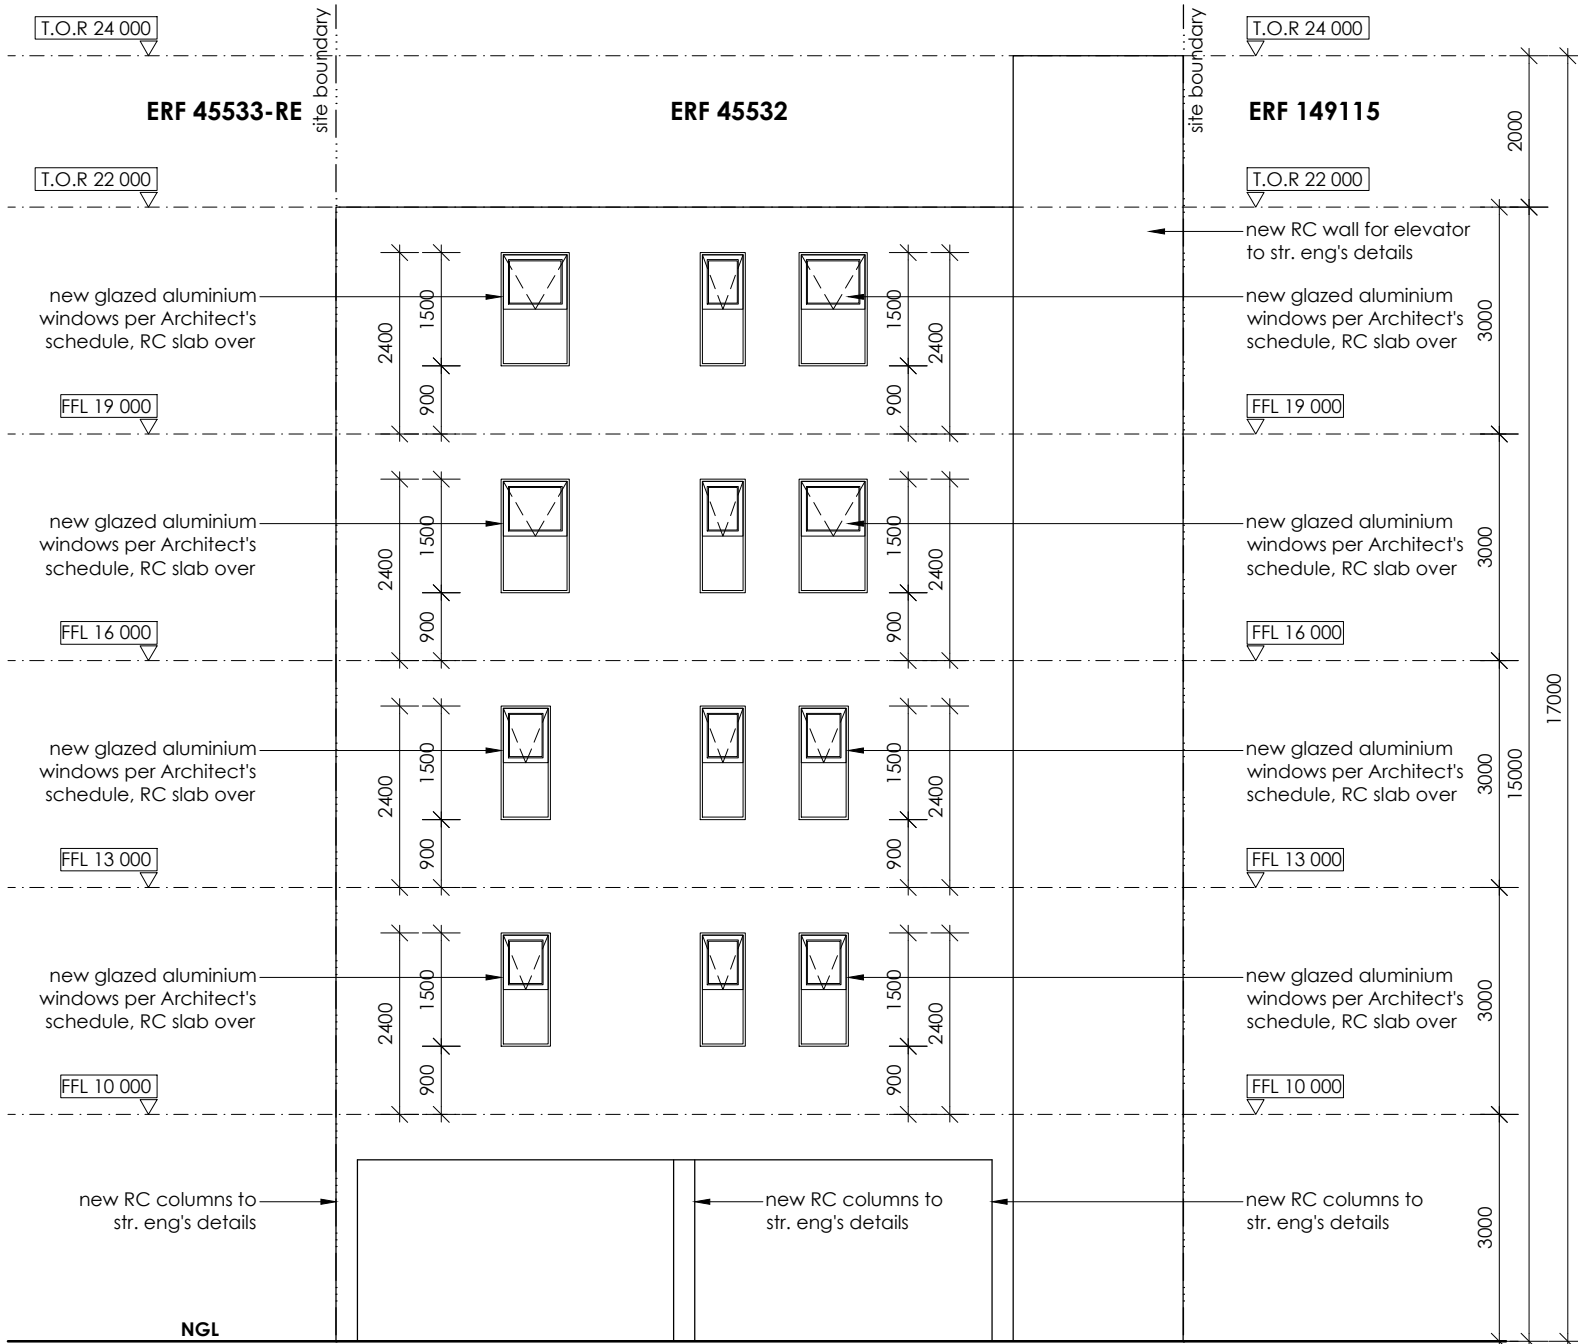 T.O.R 24 000
site boundary
site boundary
T.O.R 24 000
ERF 45533-RE
ERF 45532
ERF 149115
2000
T.O.R 22 000
T.O.R 22 000
new RC wall for elevator
to str. eng's details
new glazed aluminium
windows per Architect's
schedule, RC slab over
2400
1500
900
1500
900
2400
new glazed aluminium
windows per Architect's
schedule, RC slab over
3000
FFL 19 000
FFL 19 000
new glazed aluminium
windows per Architect's
schedule, RC slab over
2400
1500
900
1500
900
2400
new glazed aluminium
windows per Architect's
schedule, RC slab over
3000
FFL 16 000
FFL 16 000
17000
new glazed aluminium
windows per Architect's
schedule, RC slab over
2400
1500
900
1500
900
2400
new glazed aluminium
windows per Architect's
schedule, RC slab over
3000
15000
FFL 13 000
FFL 13 000
new glazed aluminium
windows per Architect's
schedule, RC slab over
2400
1500
900
1500
900
2400
new glazed aluminium
windows per Architect's
schedule, RC slab over
3000
FFL 10 000
FFL 10 000
new RC columns to
str. eng's details
new RC columns to
str. eng's details
new RC columns to
str. eng's details
3000
NGL